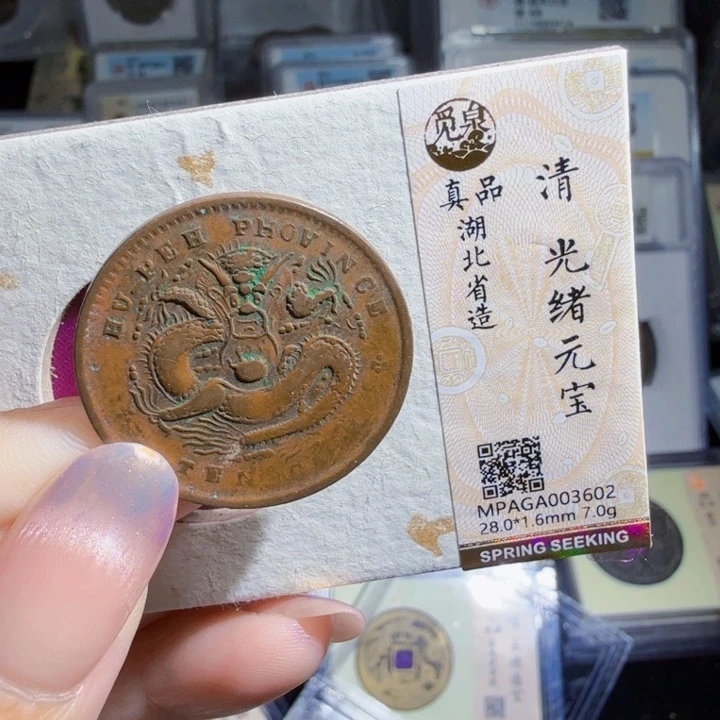 HU-PEH PROVINCE
TEN
觅泉
清 光绪元宝
真品
湖北省造
MPAGA003602
28.0*1.6mm 7.0g
SPRING SEEKING